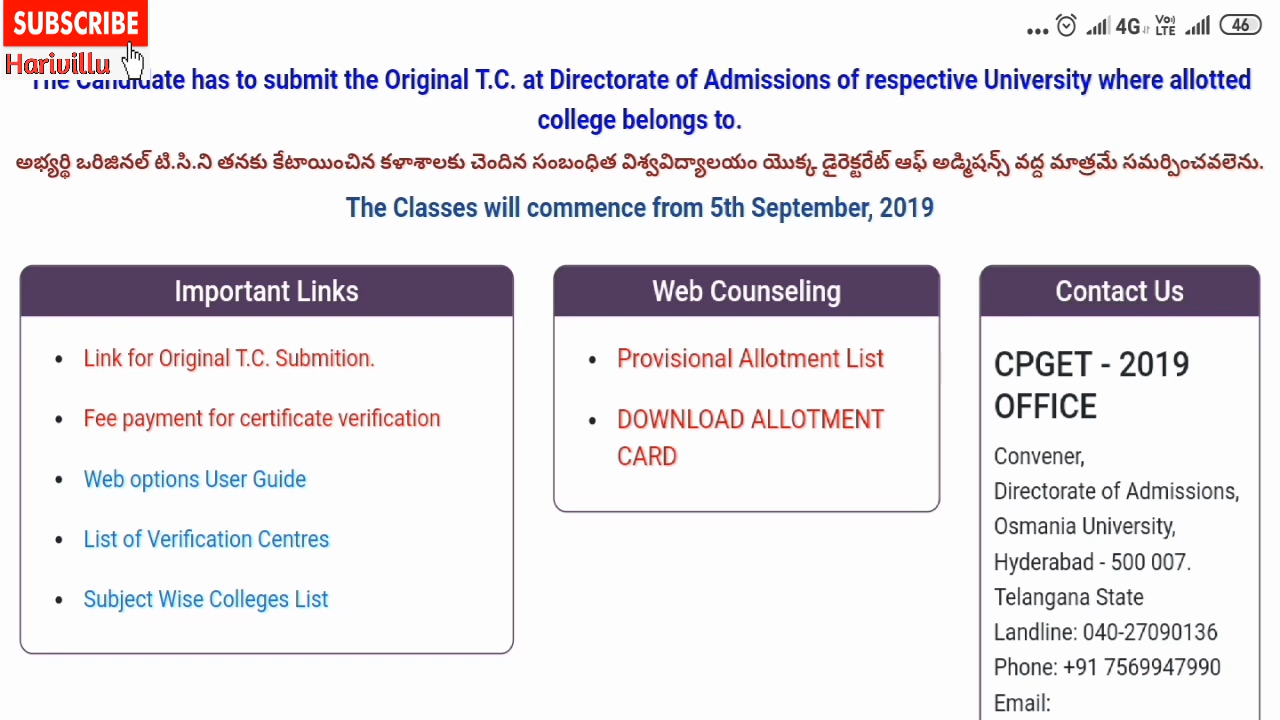 SUBSCRIBE
Harivillu
... 4G Vo) LTE 46
The Candidate has to submit the Original T.C. at Directorate of Admissions of respective University where allotted
college belongs to.
అభ్యర్థి ఒరిజినల్ టి.సి.ని తనకు కేటాయించిన కళాశాలకు చెందిన సంబంధిత విశ్వవిద్యాలయం యొక్క డైరెక్టరేట్ ఆఫ్ అడ్మిషన్స్ వద్ద మాత్రమే సమర్పించవలెను.
The Classes will commence from 5th September, 2019
Important Links
• Link for Original T.C. Submition.
• Fee payment for certificate verification
• Web options User Guide
• List of Verification Centres
• Subject Wise Colleges List
Web Counseling
• Provisional Allotment List
• DOWNLOAD ALLOTMENT
CARD
Contact Us
CPGET - 2019
OFFICE
Convener,
Directorate of Admissions,
Osmania University,
Hyderabad - 500 007.
Telangana State
Landline: 040-27090136
Phone: +91 7569947990
Email: